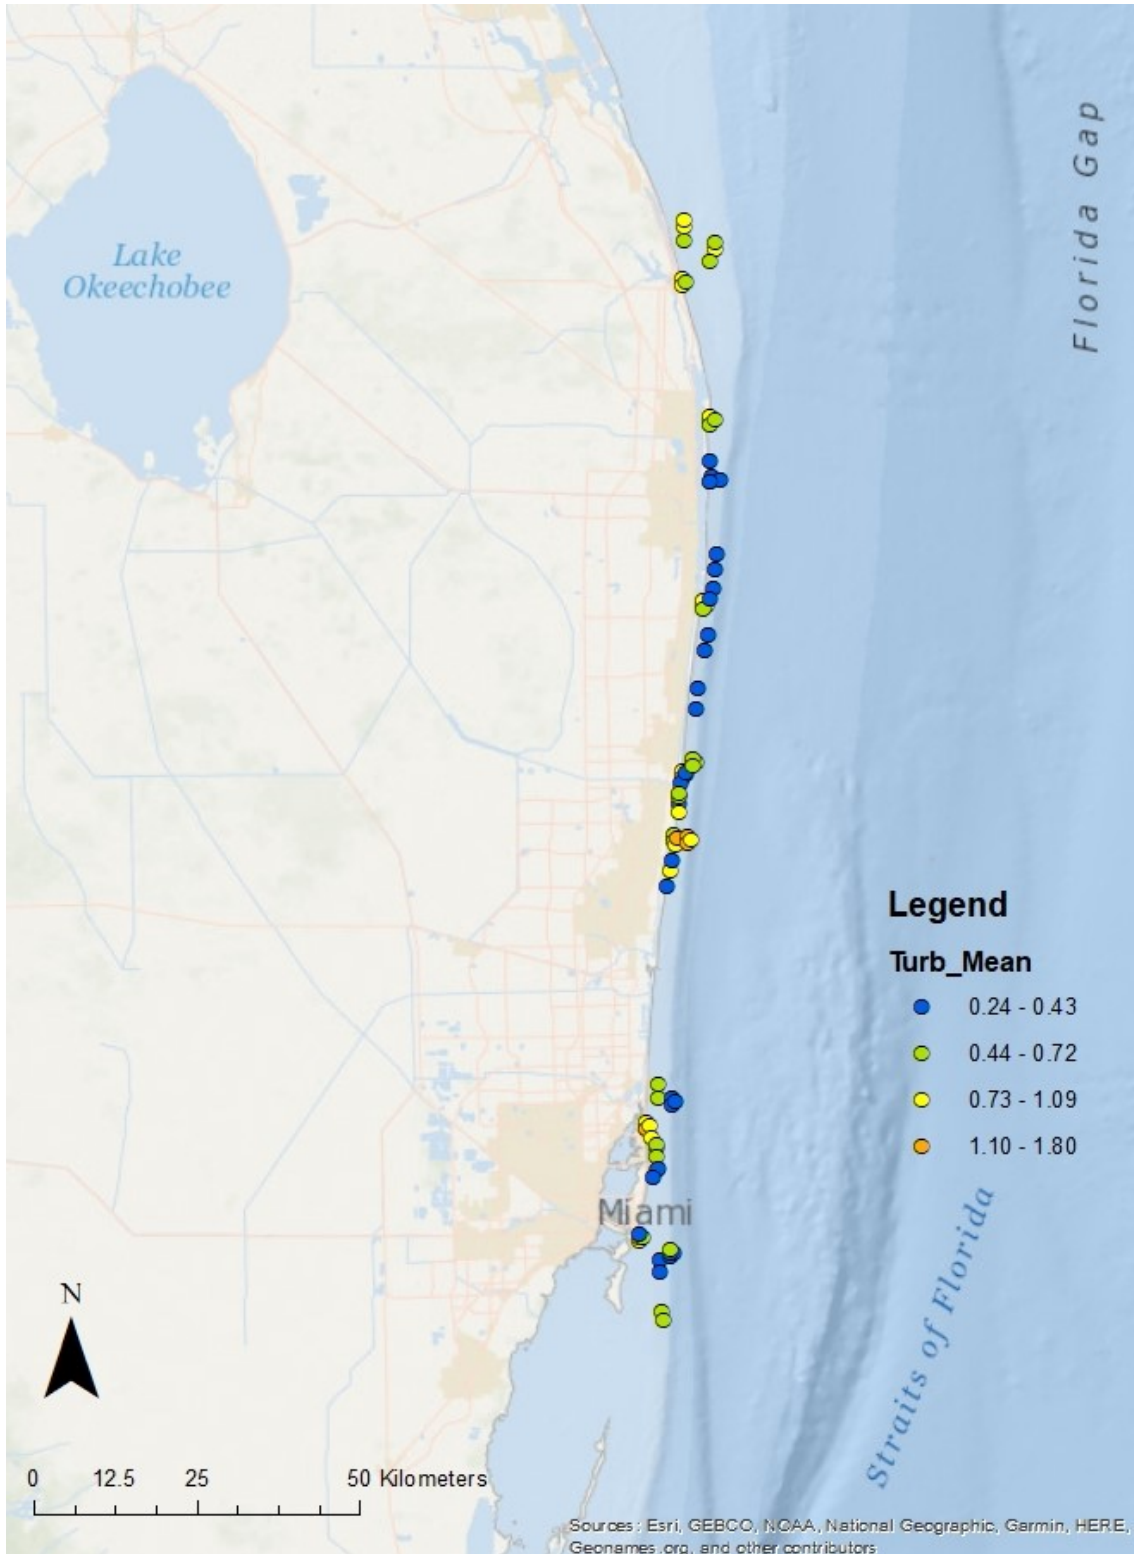 Florida Gap
Lake
Okeechobee
Legend
Turb_Mean
0.24 - 0.43
0.44 - 0.72
0.73 - 1.09
1.10 - 1.80
Miami
Straits of Florida
N
0 12.5 25 50 Kilometers
Sources: Esri, GEBCO, NOAA, National Geographic, Garmin, HERE,
Geonames.org, and other contributors